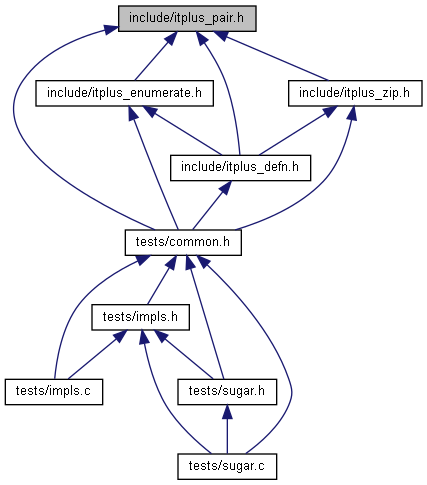 include/itplus_pair.h
include/itplus_enumerate.h
include/itplus_zip.h
include/itplus_defn.h
tests/common.h
tests/impls.h
tests/impls.c
tests/sugar.h
tests/sugar.c